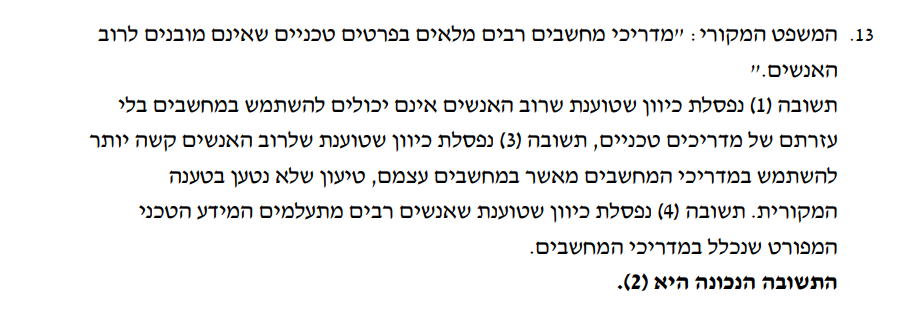 13. המשפט המקורי: "מדריכי מחשבים רבים מלאים בפרטים טכניים שאינם מובנים לרוב
האנשים."
תשובה (1) נפסלת כיוון שטוענת שרוב האנשים אינם יכולים להשתמש במחשבים בלי
עזרתם של מדריכים טכניים, תשובה (3) נפסלת כיוון שטוענת שלרוב האנשים קשה יותר
להשתמש במדריכי המחשבים מאשר במחשבים עצמם, טיעון שלא נטען בטענה
המקורית. תשובה (4) נפסלת כיוון שטוענת שאנשים רבים מתעלמים המידע הטכני
המפורט שנכלל במדריכי המחשבים.
התשובה הנכונה היא (2).